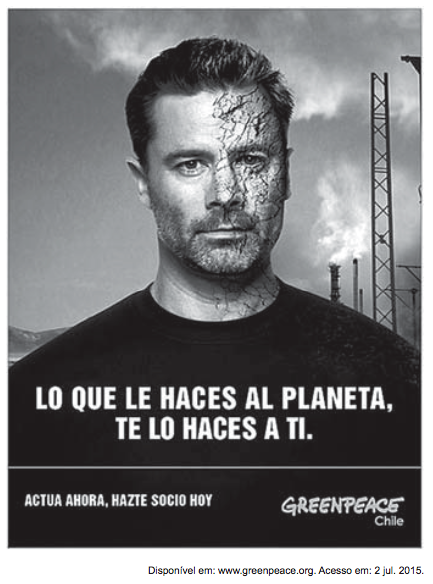 LO QUE LE HACES AL PLANETA,
TE LO HACES A TI.
ACTUA AHORA, HAZTE SOCIO HOY
GREENPEACE
Chile
Disponível em: www.greenpeace.org. Acesso em: 2 jul. 2015.